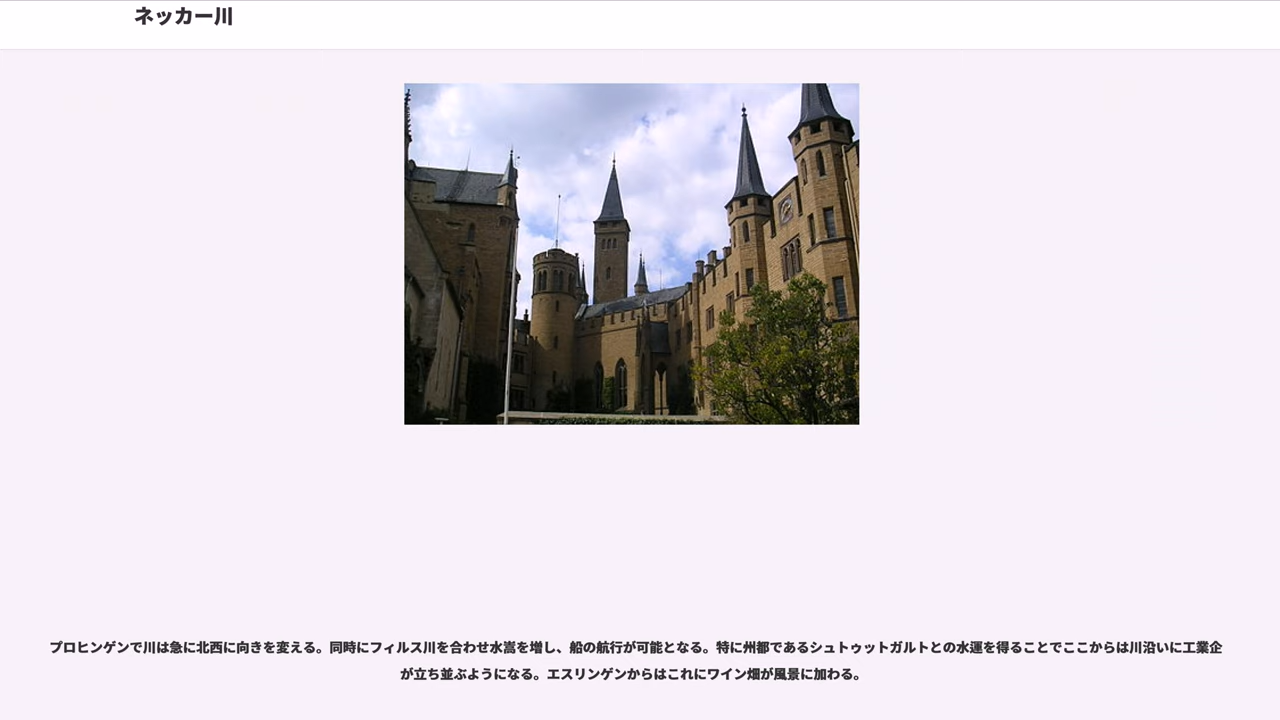 ネッカー川
プロヒンゲンで川は急に北西に向きを変える。同時にフィルス川を合わせ水嵩を増し、船の航行が可能となる。特に州都であるシュトゥットガルトとの水運を得ることでここからは川沿いに工業企
が立ち並ぶようになる。エスリンゲンからはこれにワイン畑が風景に加わる。